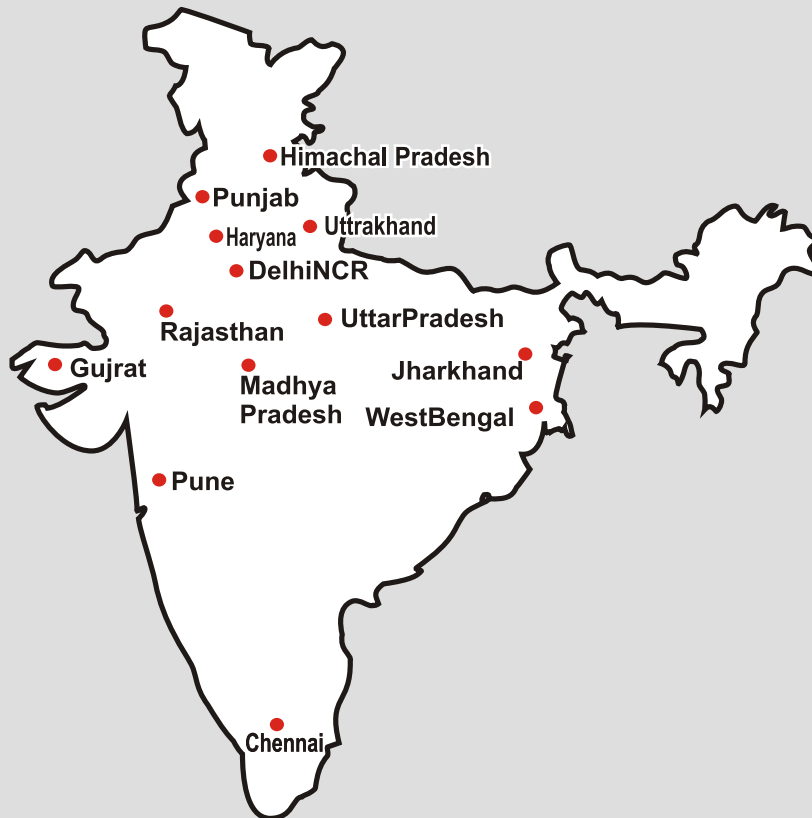 Himachal Pradesh
Punjab
Uttrakhand
Haryana
DelhiNCR
UttarPradesh
Rajasthan
Gujrat
Jharkhand
Madhya
Pradesh
WestBengal
Pune
Chennai